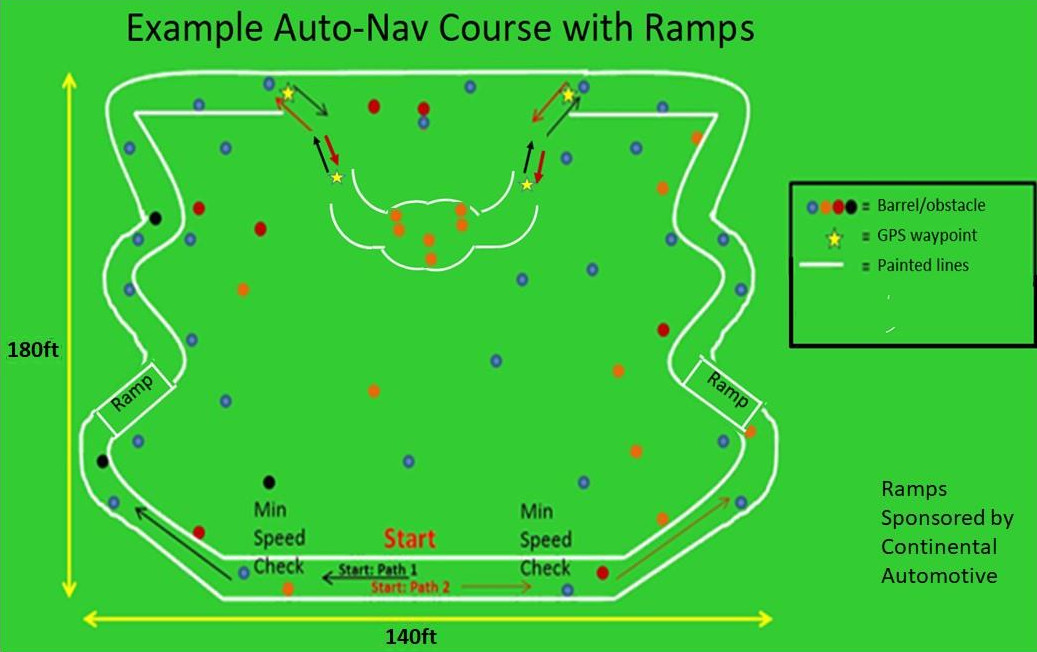 Example Auto-Nav Course with Ramps
= Barrel/obstacle
= GPS waypoint
= Painted lines
180ft
Ramp
Ramp
Min
Speed
Check
Start
Min
Speed
Check
Start: Path 1
Start: Path 2
Ramps
Sponsored by
Continental
Automotive
140ft